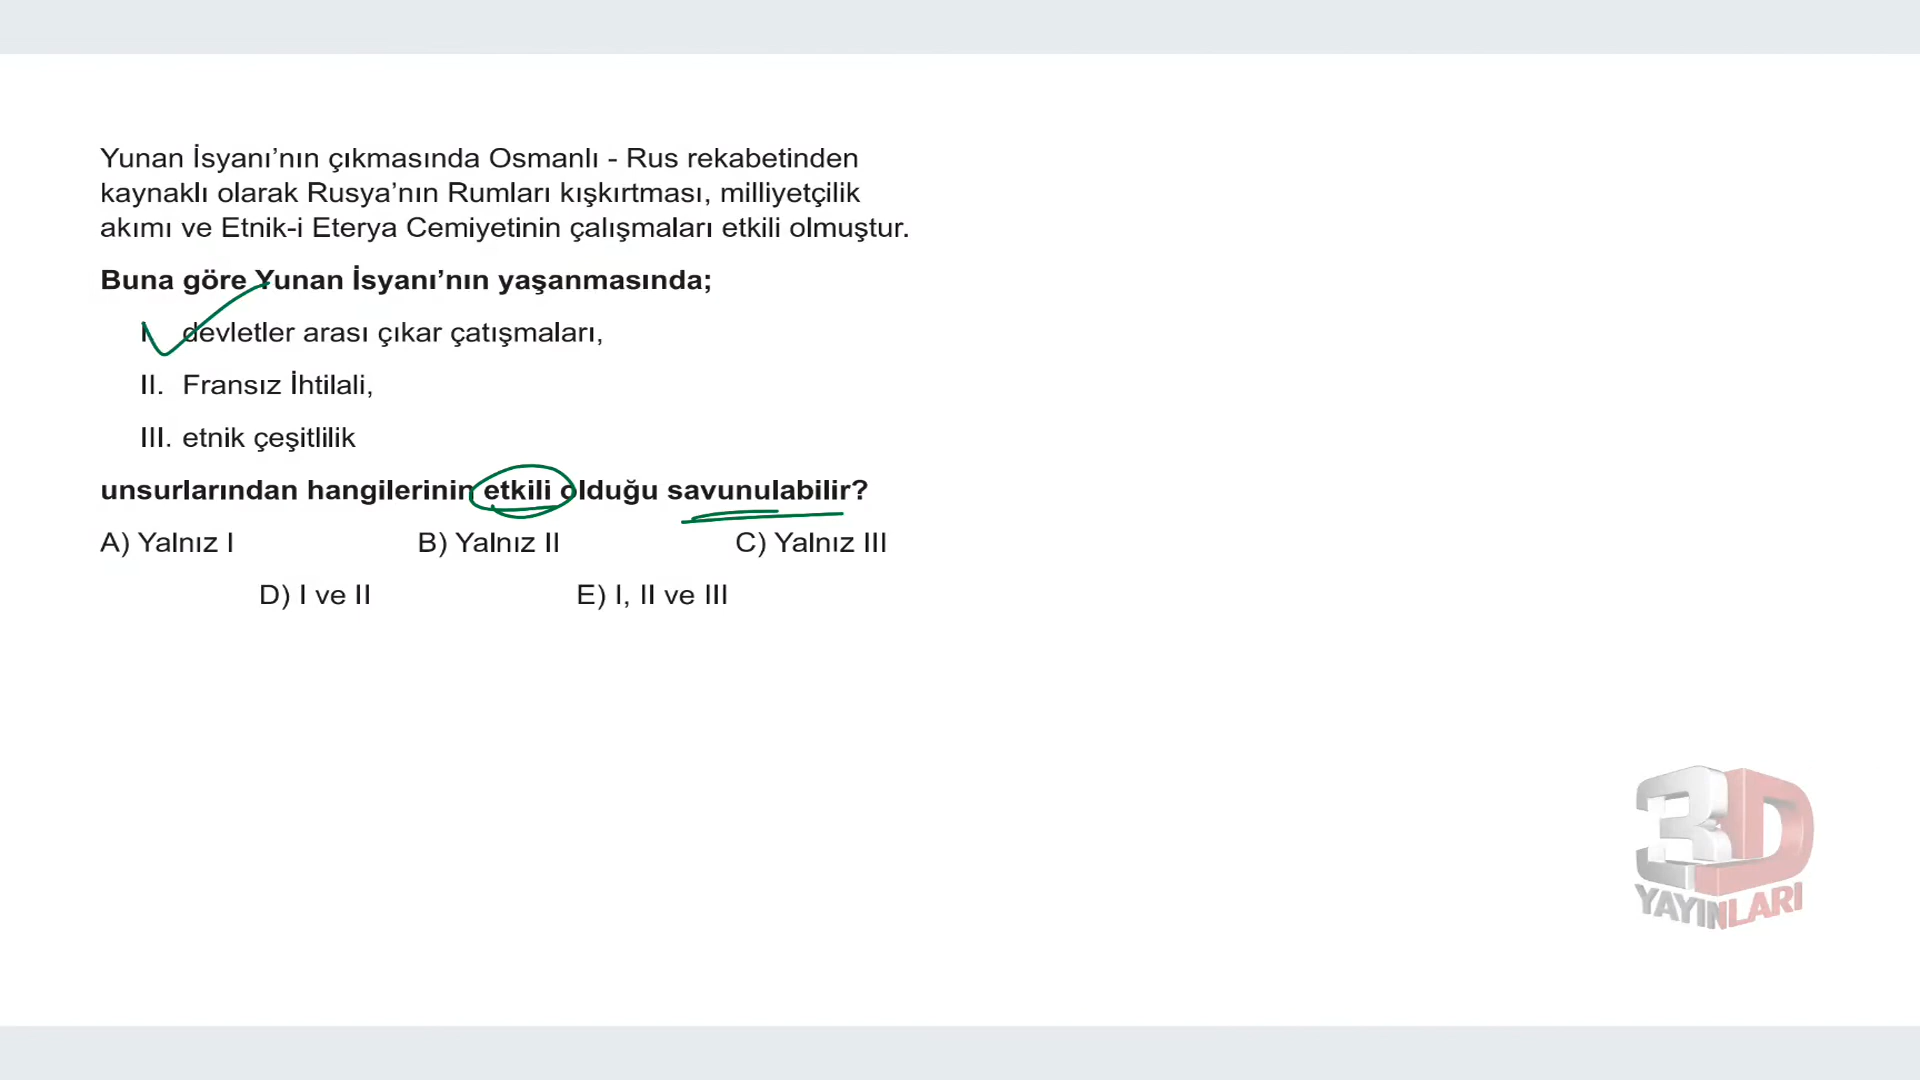 Yunan İsyanı’nın çıkmasında Osmanlı - Rus rekabetinden
kaynaklı olarak Rusya’nın Rumları kışkırtması, milliyetçilik
akımı ve Etnik-i Eterya Cemiyetinin çalışmaları etkili olmuştur.
Buna göre Yunan İsyanı’nın yaşanmasında;
I. devletler arası çıkar çatışmaları,
II. Fransız İhtilali,
III. etnik çeşitlilik
unsurlarından hangilerinin etkili olduğu savunulabilir?
A) Yalnız I B) Yalnız II C) Yalnız III
D) I ve II E) I, II ve III
3D
YAYINLARI